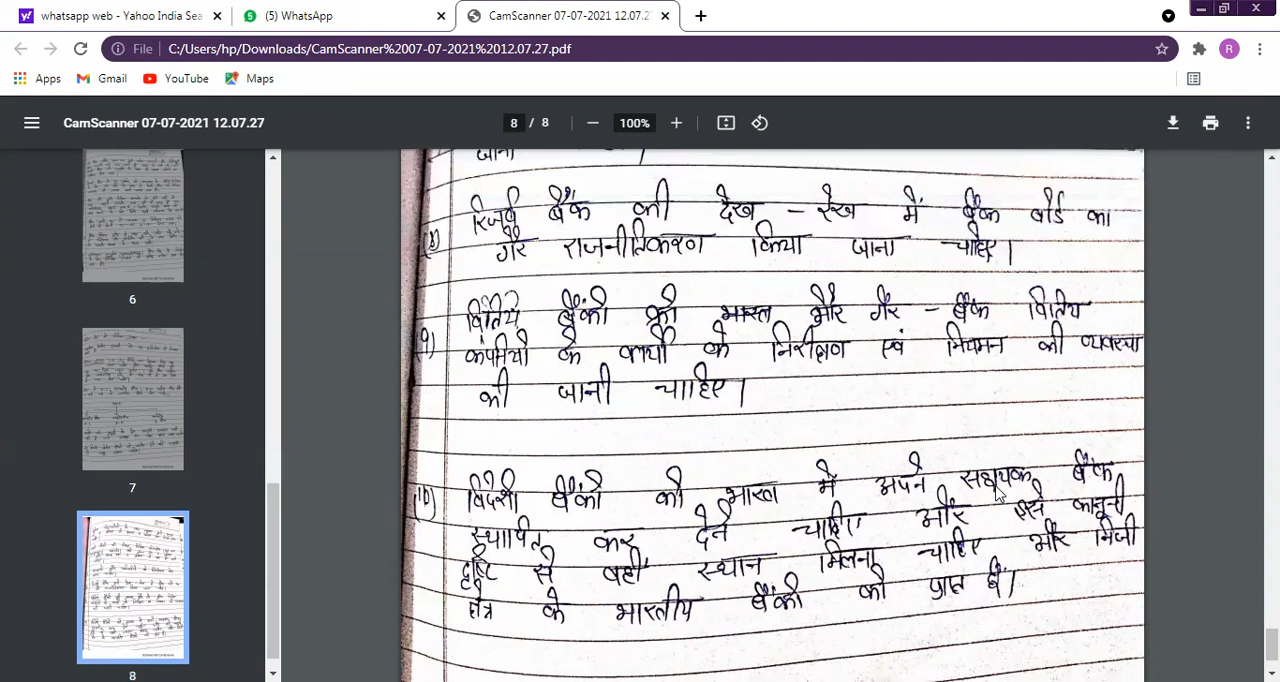 whatsapp web - Yahoo India Sea
(5) WhatsApp
CamScanner 07-07-2021 12.07.2
File
C:/Users/hp/Downloads/CamScanner%2007-07-2021%2012.07.27.pdf
R
Apps
Gmail
YouTube
Maps
CamScanner 07-07-2021 12.07.27
8 / 8
100%
जाना
रिजर्व बैंक की देख - रेख में बैंक बोर्ड का
(8) गैर राजनीतिकरण किया जाना चाहिए।
वित्तिये बैंको को भारत और गैर - बैंक वित्तिय
(9) कंपनियो के कार्यो के निरीक्षण एवं नियमन की व्यवस्था
की जानी चाहिए।
(10) विदेशी बैंको को भारत में अपने सहायक बैंक
स्थापित कर देने चाहिए और इसे कानूनी
दृष्टि से वही स्थान मिलना चाहिए और निजी
क्षेत्र के भारतीय बैंको को प्राप्त है।
6
7
8